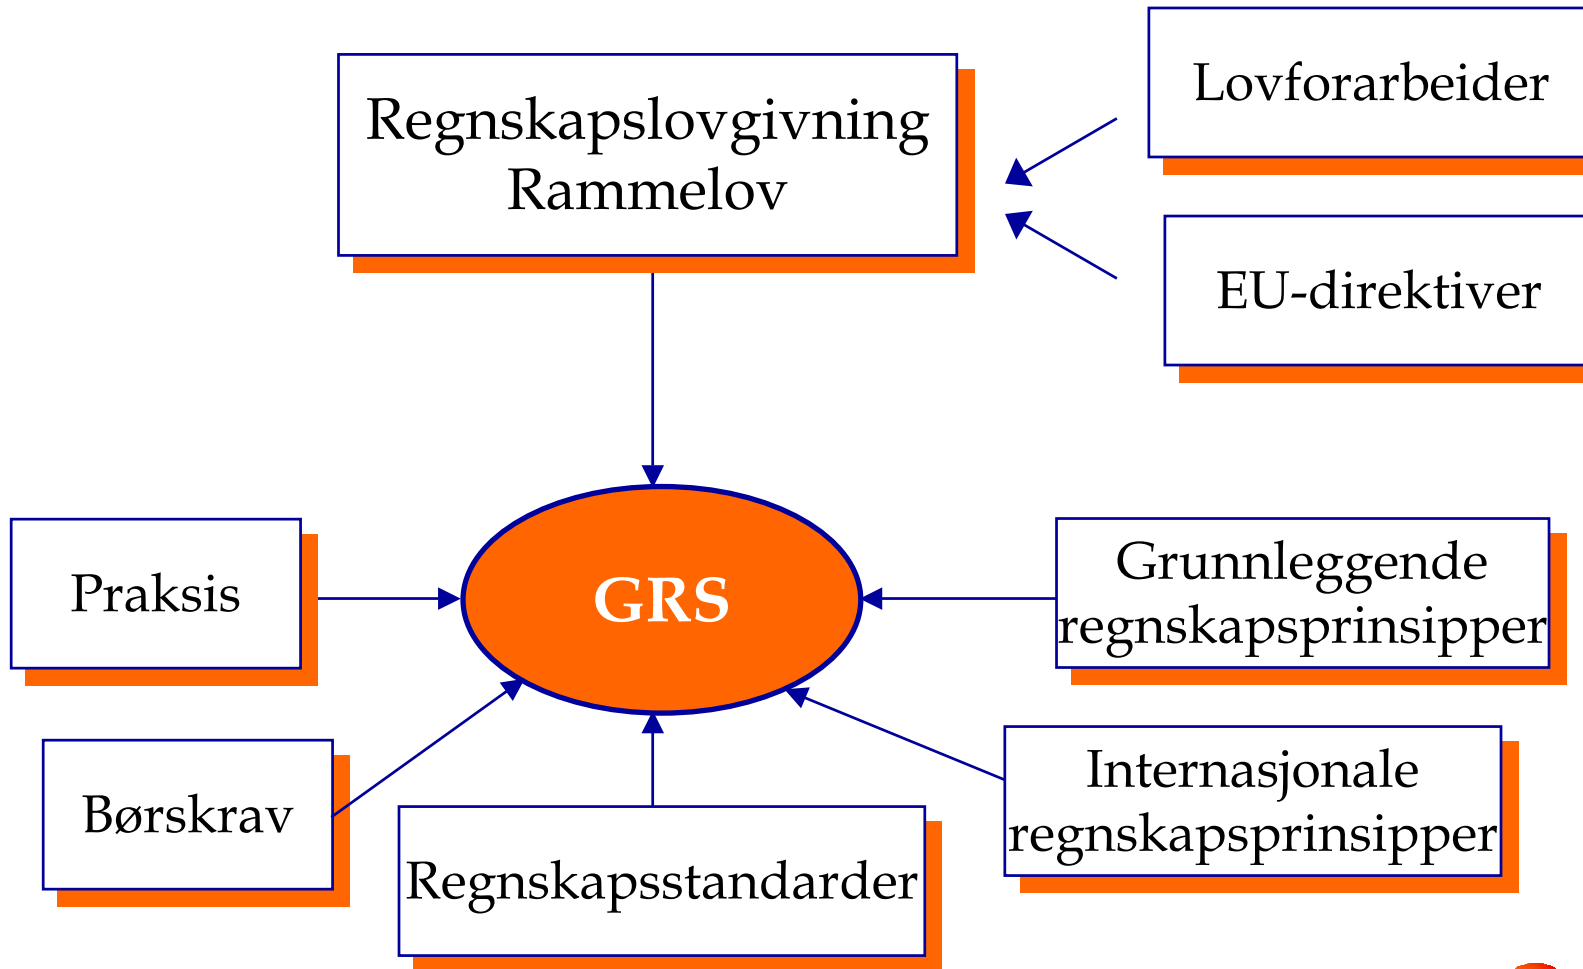 Regnskapslovgivning
Rammelov
Lovforarbeider
EU-direktiver
Praksis
GRS
Grunnleggende
regnskapsprinsipper
Børskrav
Regnskapsstandarder
Internasjonale
regnskapsprinsipper